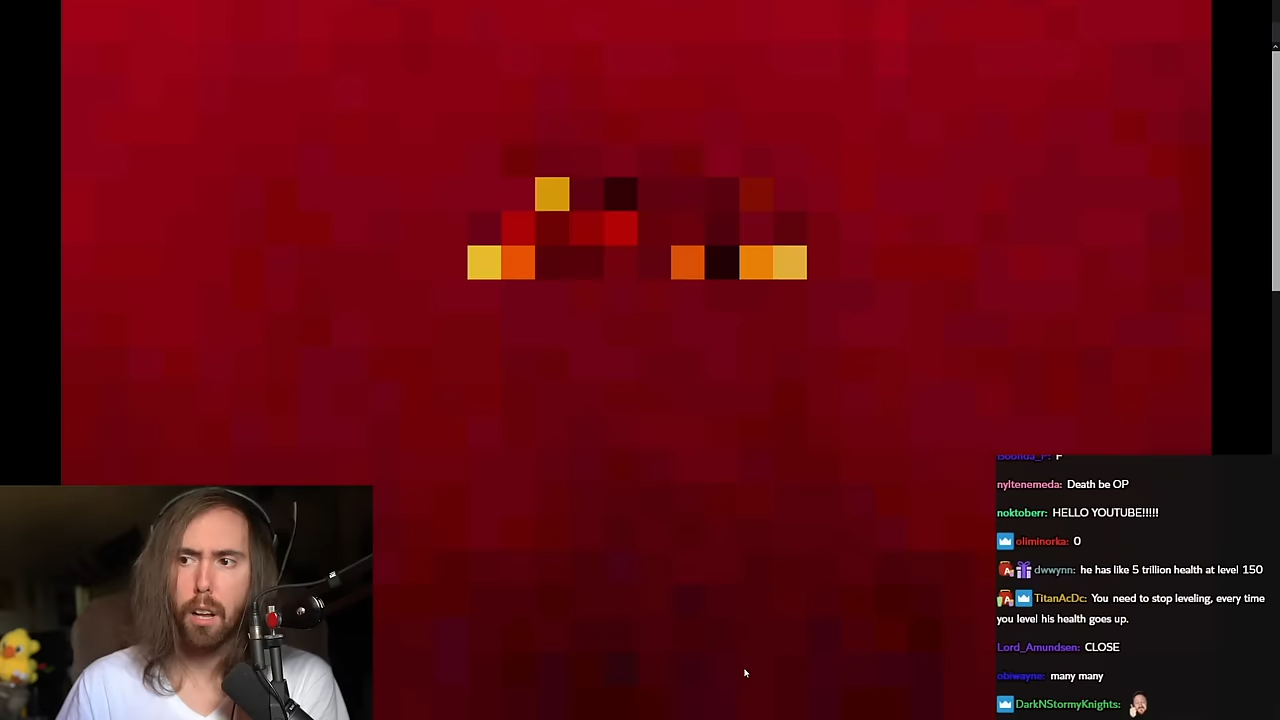 nyltenemeda: Death be OP
noktoberr: HELLO YOUTUBE!!!!!
oliminorka: 0
dwwynn: he has like 5 trillion health at level 150
TitanAcDc: You need to stop leveling, every time
you level his health goes up.
Lord_Amundsen: CLOSE
obiwayne: many many
DarkNStormyKnights: